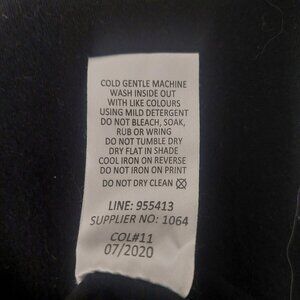 COLD GENTLE MACHINE
WASH INSIDE OUT
WITH LIKE COLOURS
USING MILD DETERGENT
DO NOT BLEACH, SOAK,
RUB OR WRING
DO NOT TUMBLE DRY
DRY FLAT IN SHADE
COOL IRON ON REVERSE
DO NOT IRON ON PRINT
DO NOT DRY CLEAN
LINE: 955413
SUPPLIER NO: 1064
COL#11
07/2020